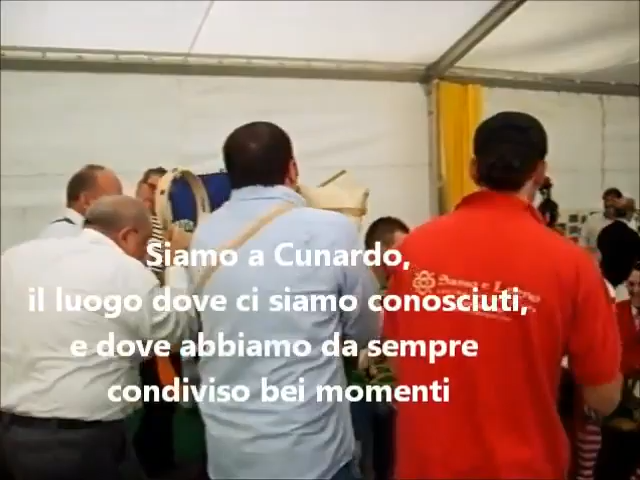 Siamo a Cunardo,
il luogo dove ci siamo conosciuti,
e dove abbiamo da sempre
condiviso bei momenti